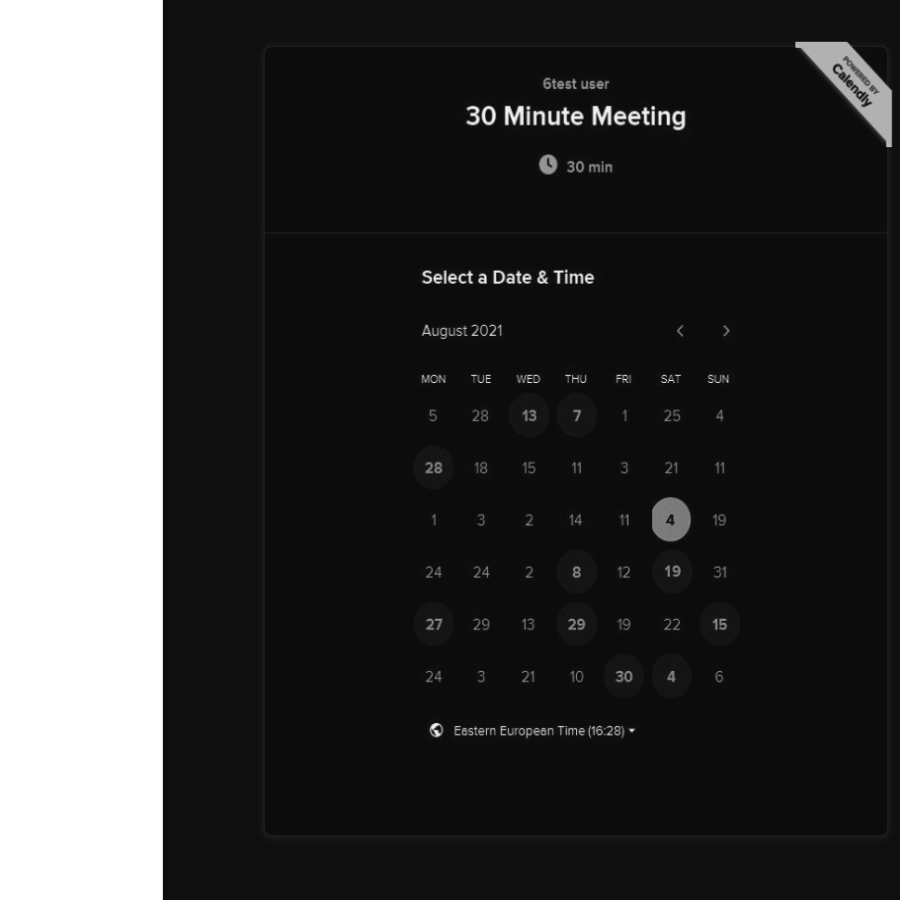 POWERED BY
Calendly
6test user
30 Minute Meeting
30 min
Select a Date & Time
August 2021
MON TUE WED THU FRI SAT SUN
5 28 13 7 1 25 4
28 18 15 11 3 21 11
1 3 2 14 11 4 19
24 24 2 8 12 19 31
27 29 13 29 19 22 15
24 3 21 10 30 4 6
Eastern European Time (16:28)